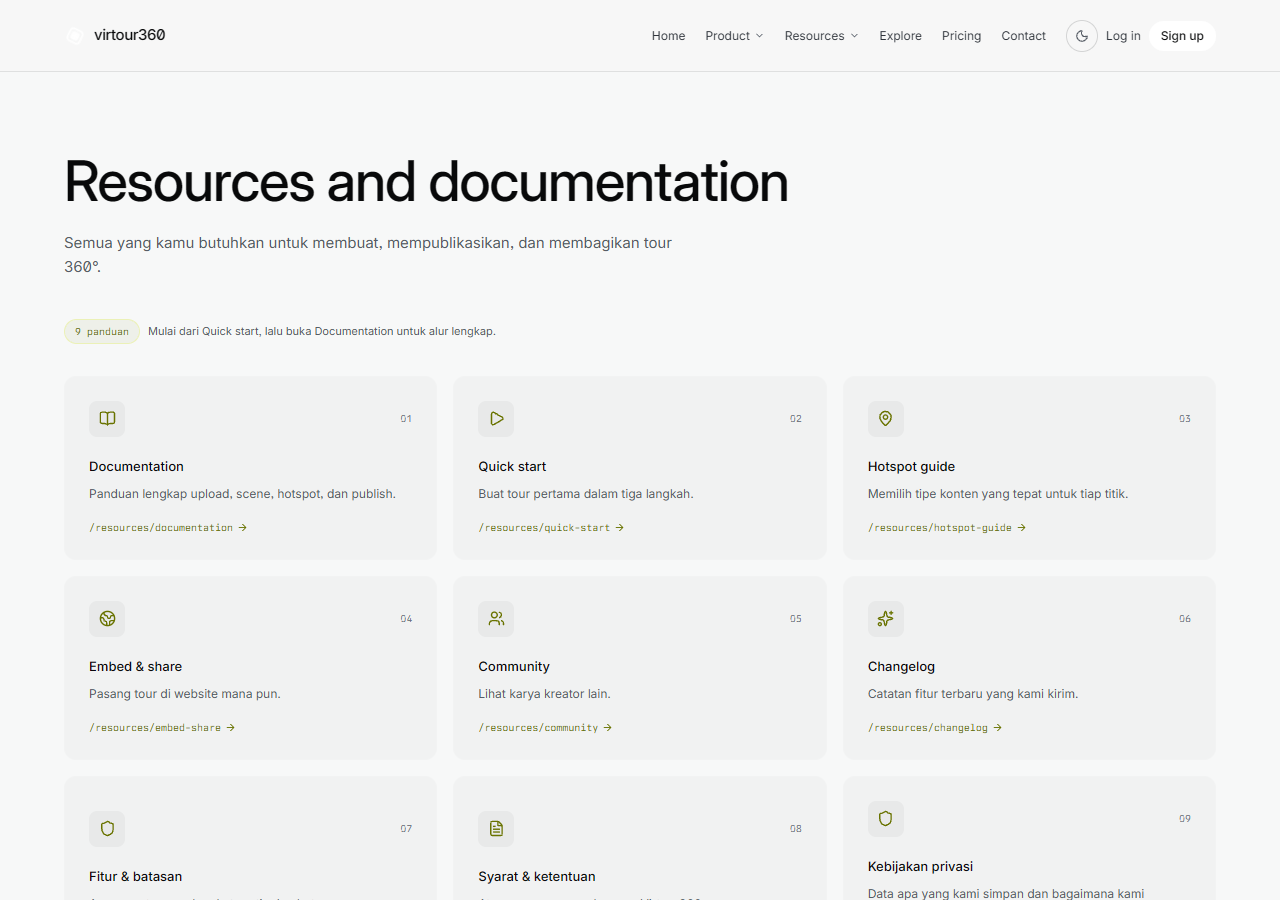 virtour360
Home
Product
Resources
Explore
Pricing
Contact
Log in
Sign up
Resources and documentation
Semua yang kamu butuhkan untuk membuat, mempublikasikan, dan membagikan tour
360°.
9 panduan
Mulai dari Quick start, lalu buka Documentation untuk alur lengkap.
01
Documentation
Panduan lengkap upload, scene, hotspot, dan publish.
/resources/documentation →
02
Quick start
Buat tour pertama dalam tiga langkah.
/resources/quick-start →
03
Hotspot guide
Memilih tipe konten yang tepat untuk tiap titik.
/resources/hotspot-guide →
04
Embed & share
Pasang tour di website mana pun.
/resources/embed-share →
05
Community
Lihat karya kreator lain.
/resources/community →
06
Changelog
Catatan fitur terbaru yang kami kirim.
/resources/changelog →
07
Fitur & batasan
08
Syarat & ketentuan
09
Kebijakan privasi
Data apa yang kami simpan dan bagaimana kami